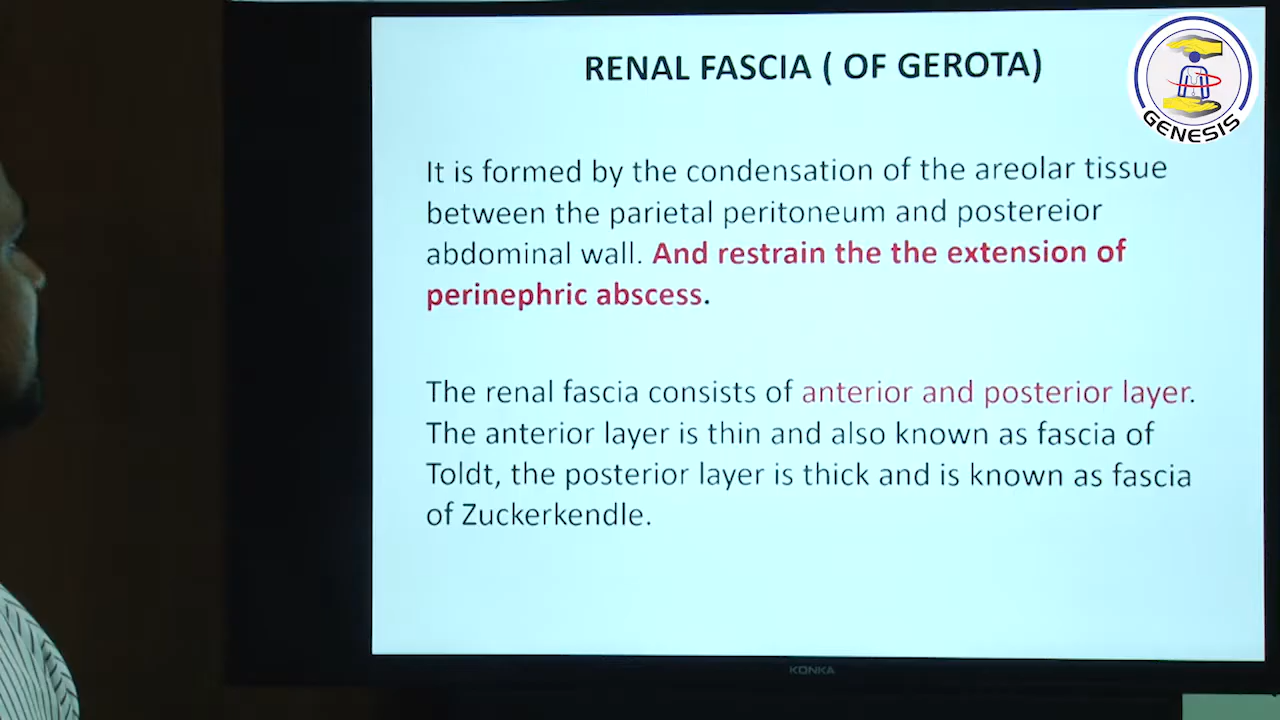 RENAL FASCIA ( OF GEROTA)
GENESIS
It is formed by the condensation of the areolar tissue
between the parietal peritoneum and postereior
abdominal wall. And restrain the the extension of
perinephric abscess.
The renal fascia consists of anterior and posterior layer.
The anterior layer is thin and also known as fascia of
Toldt, the posterior layer is thick and is known as fascia
of Zuckerkendle.
KONKA